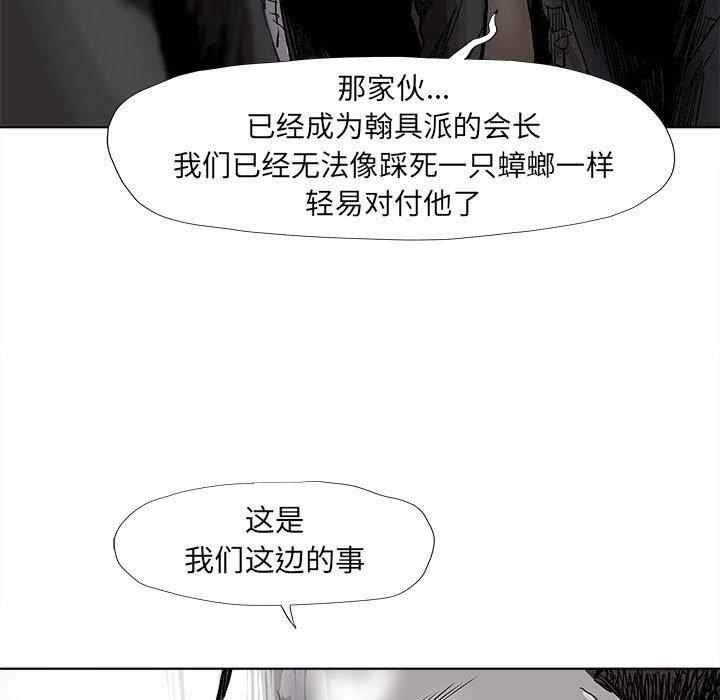 那家伙...
已经成为翰具派的会长
我们已经无法像踩死一只蟑螂一样
轻易对付他了
这是
我们这边的事